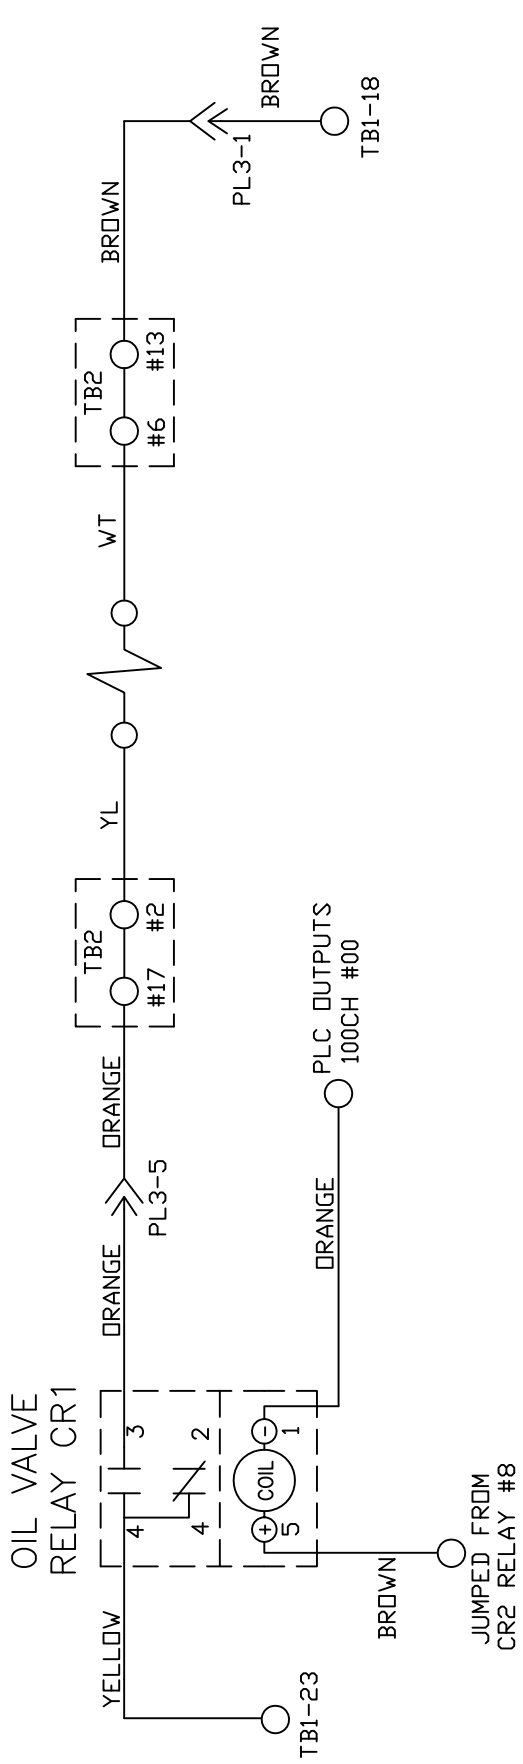 OIL VALVE
RELAY CR1
YELLOW
TB1-23
4
3
4
2
+
COIL
-
5
1
BROWN
JUMPED FROM
CR2 RELAY #8
ORANGE
PL3-5
ORANGE
ORANGE
PLC OUTPUTS
100CH #00
TB2
#17
#2
YL
WT
TB2
#6
#13
BROWN
PL3-1
BROWN
TB1-18